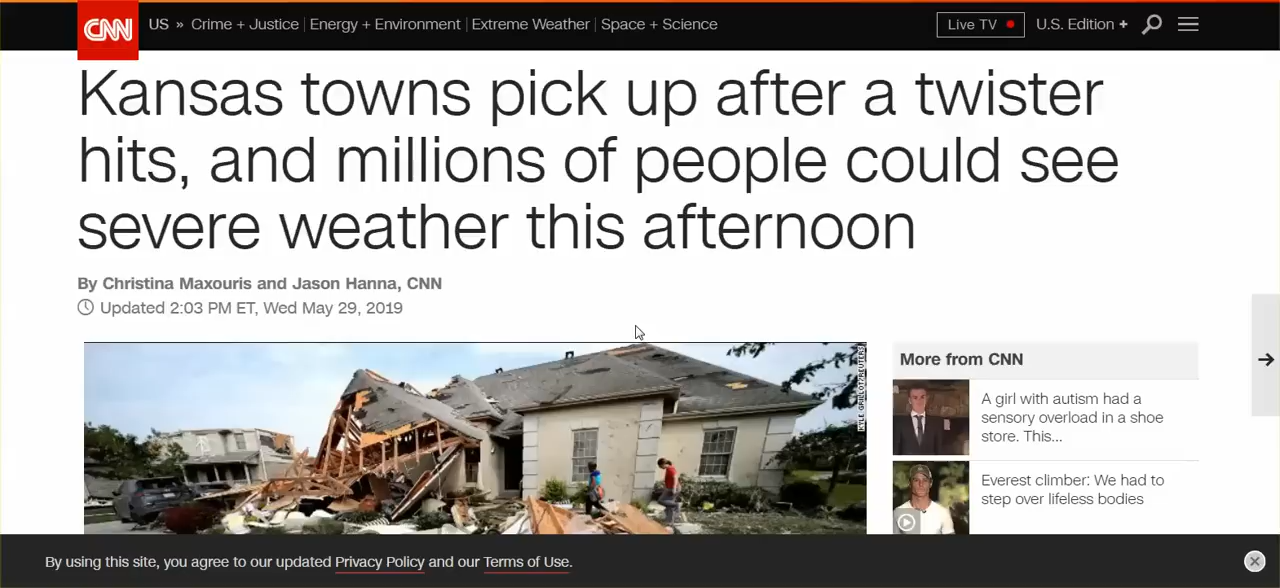 CNN
US » Crime + Justice | Energy + Environment | Extreme Weather | Space + Science
Live TV
U.S. Edition +
Kansas towns pick up after a twister
hits, and millions of people could see
severe weather this afternoon
By Christina Maxouris and Jason Hanna, CNN
Updated 2:03 PM ET, Wed May 29, 2019
KYLE GRILLOT/REUTERS
More from CNN
A girl with autism had a
sensory overload in a shoe
store. This...
Everest climber: We had to
step over lifeless bodies
By using this site, you agree to our updated Privacy Policy and our Terms of Use.